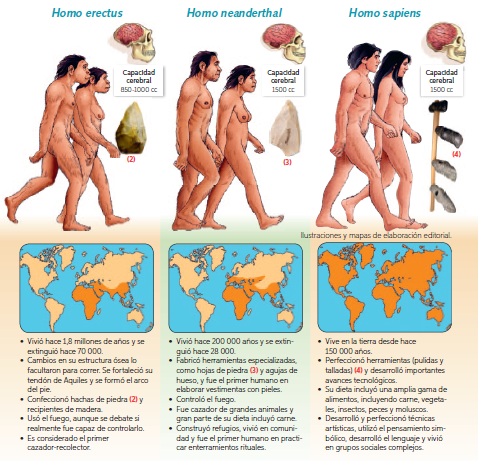 Homo erectus
Homo neanderthal
Homo sapiens
Capacidad
cerebral
850-1000 cc
Capacidad
cerebral
1500 cc
Capacidad
cerebral
1500 cc
(2)
(3)
(4)
Ilustraciones y mapas de elaboración editorial.
• Vivió hace 1,8 millones de años y se
extinguió hace 70 000.
• Cambios en su estructura ósea lo
facultaron para correr. Se fortaleció su
tendón de Aquiles y se formó el arco
del pie.
• Confeccionó hachas de piedra (2) y
recipientes de madera.
• Usó el fuego, aunque se debate si
realmente fue capaz de controlarlo.
• Es considerado el primer
cazador-recolector.
• Vivió hace 200 000 años y se extin-
guió hace 28 000.
• Fabricó herramientas especializadas,
como hojas de piedra (3) y agujas de
hueso, y fue el primer humano en
elaborar vestimentas con pieles.
• Controló el fuego.
• Fue cazador de grandes animales y
gran parte de su dieta incluyó carne.
• Construyó refugios, vivió en comuni-
dad y fue el primer humano en practi-
car enterramientos rituales.
• Vive en la tierra desde hace
150 000 años.
• Perfeccionó herramientas (pulidas y
talladas) (4) y desarrolló importantes
avances tecnológicos.
• Su dieta incluyó una amplia gama de
alimentos, incluyendo carne, vegeta-
les, insectos, peces y moluscos.
• Desarrolló y perfeccionó técnicas
artísticas, utilizó el pensamiento sim-
bólico, desarrolló el lenguaje y vivió
en grupos sociales complejos.